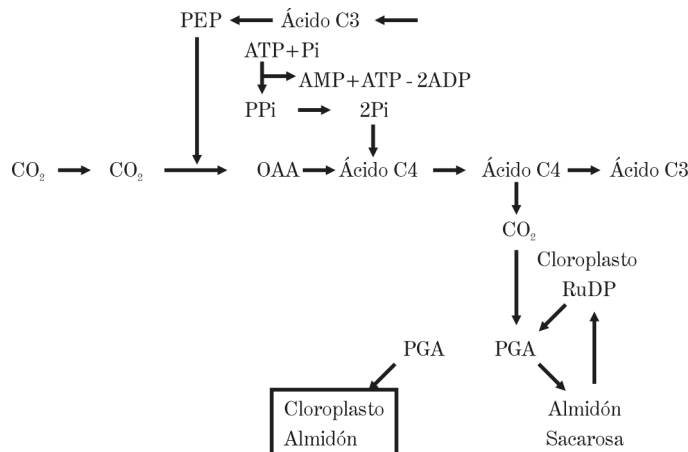 PEP Ácido C3
ATP+Pi
AMP+ATP - 2ADP
PPi 2Pi
CO₂ CO₂ OAA Ácido C4 Ácido C4 Ácido C3
CO₂
Cloroplasto
RuDP
PGA PGA
Cloroplasto Almidón
Almidón Sacarosa